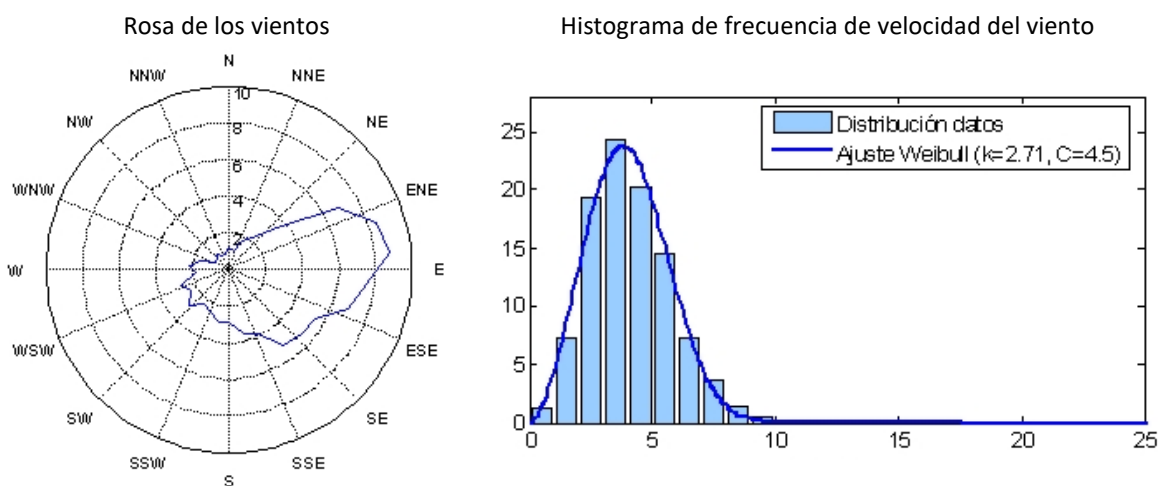 Rosa de los vientos
Histograma de frecuencia de velocidad del viento
N
NNW
NNE
NW
NE
WNW
ENE
W
E
WSW
ESE
SW
SE
SSW
SSE
S
10
8
6
4
2
Distribución datos
Ajuste Weibull (k=2.71, C=4.5)
25
20
15
10
5
0
0 5 10 15 20 25